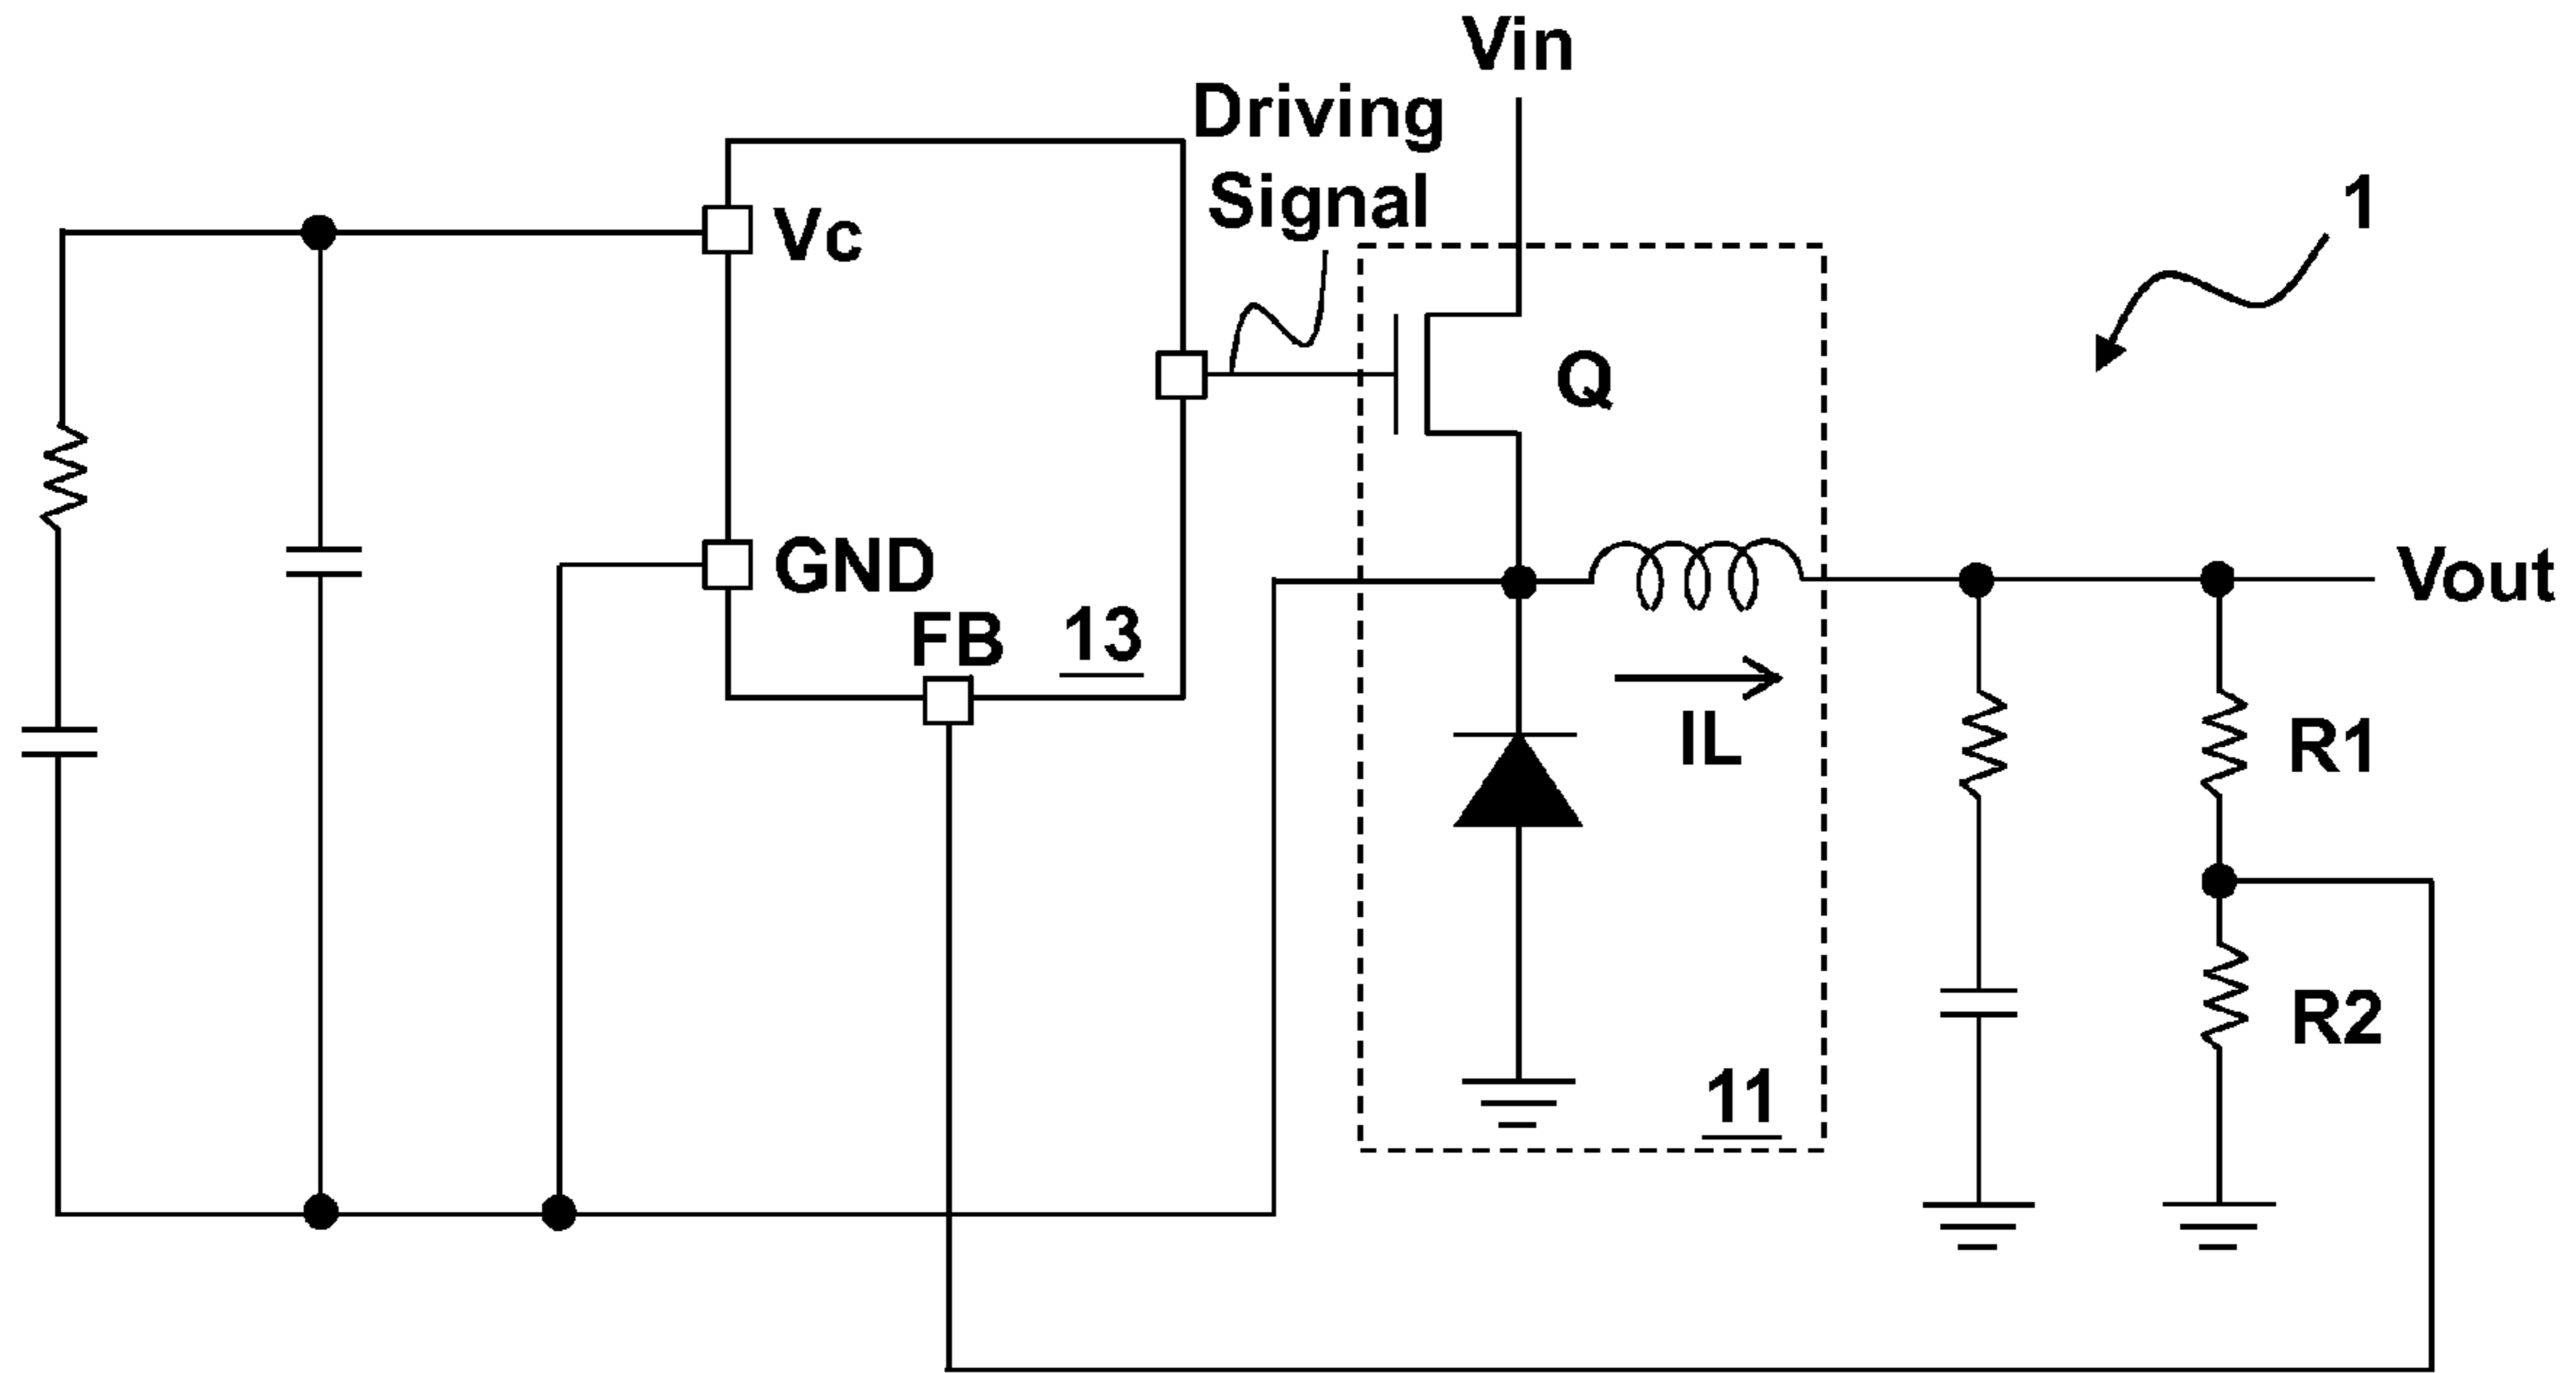 Vin
Driving
Signal
1
Vc
Q
GND
Vout
FB
13
IL
R1
R2
11